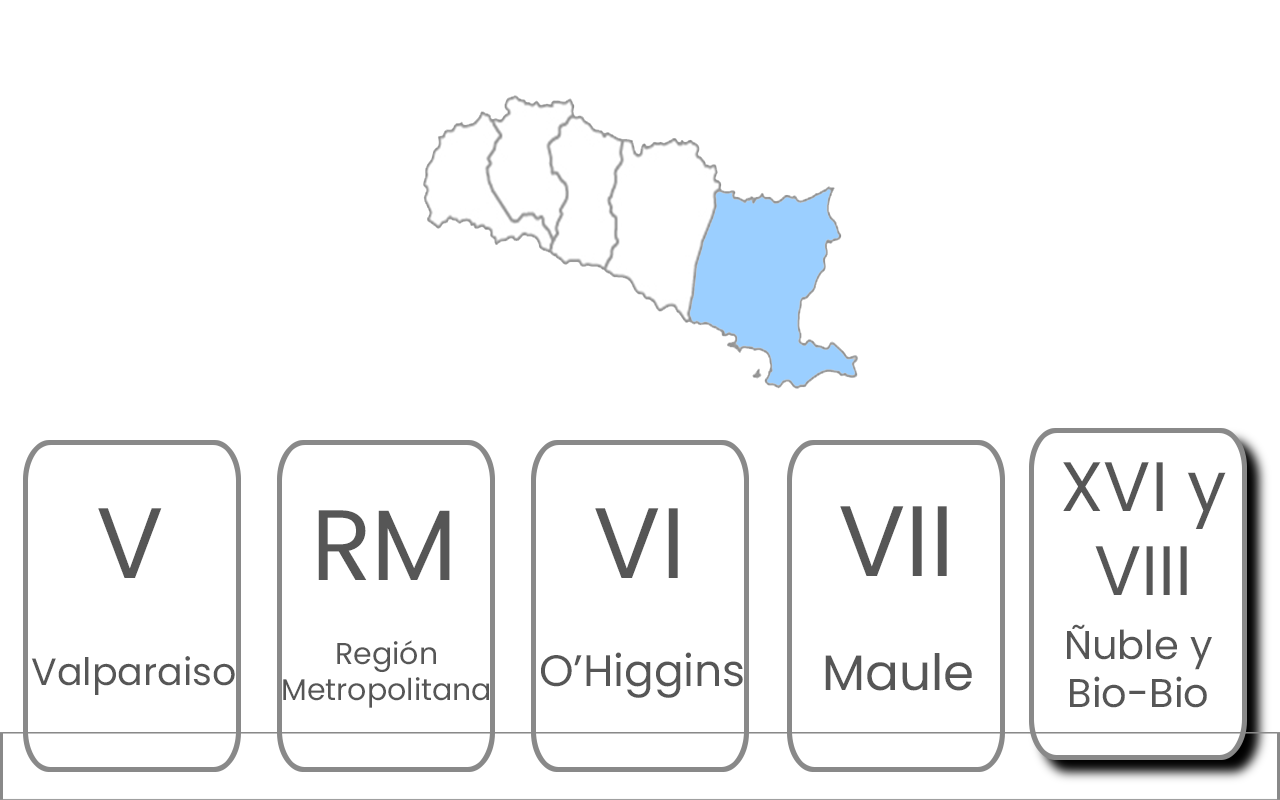 V
Valparaiso
RM
Región
Metropolitana
VI
O’Higgins
VII
Maule
XVI y
VIII
Ñuble y
Bio-Bio